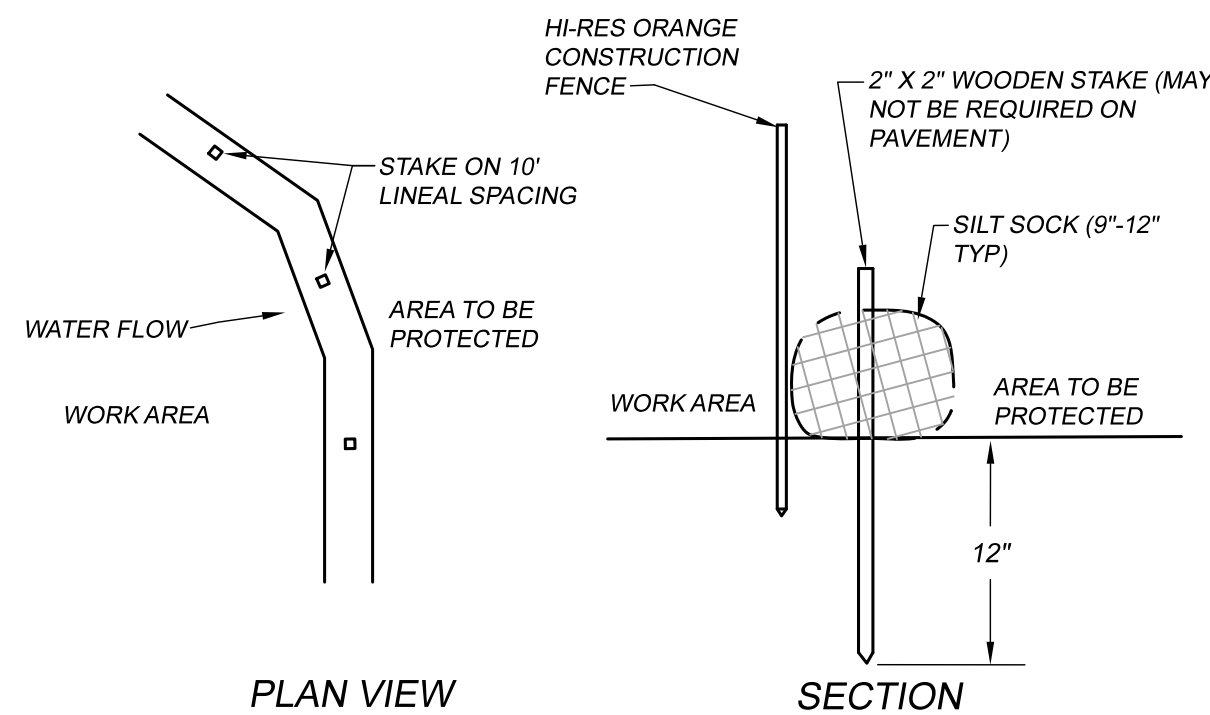 HI-RES ORANGE
CONSTRUCTION
FENCE
2" X 2" WOODEN STAKE (MAY
NOT BE REQUIRED ON
PAVEMENT)
STAKE ON 10'
LINEAL SPACING
SILT SOCK (9"-12"
TYP)
WATER FLOW
AREA TO BE
PROTECTED
WORK AREA
WORK AREA
AREA TO BE
PROTECTED
12"
PLAN VIEW
SECTION